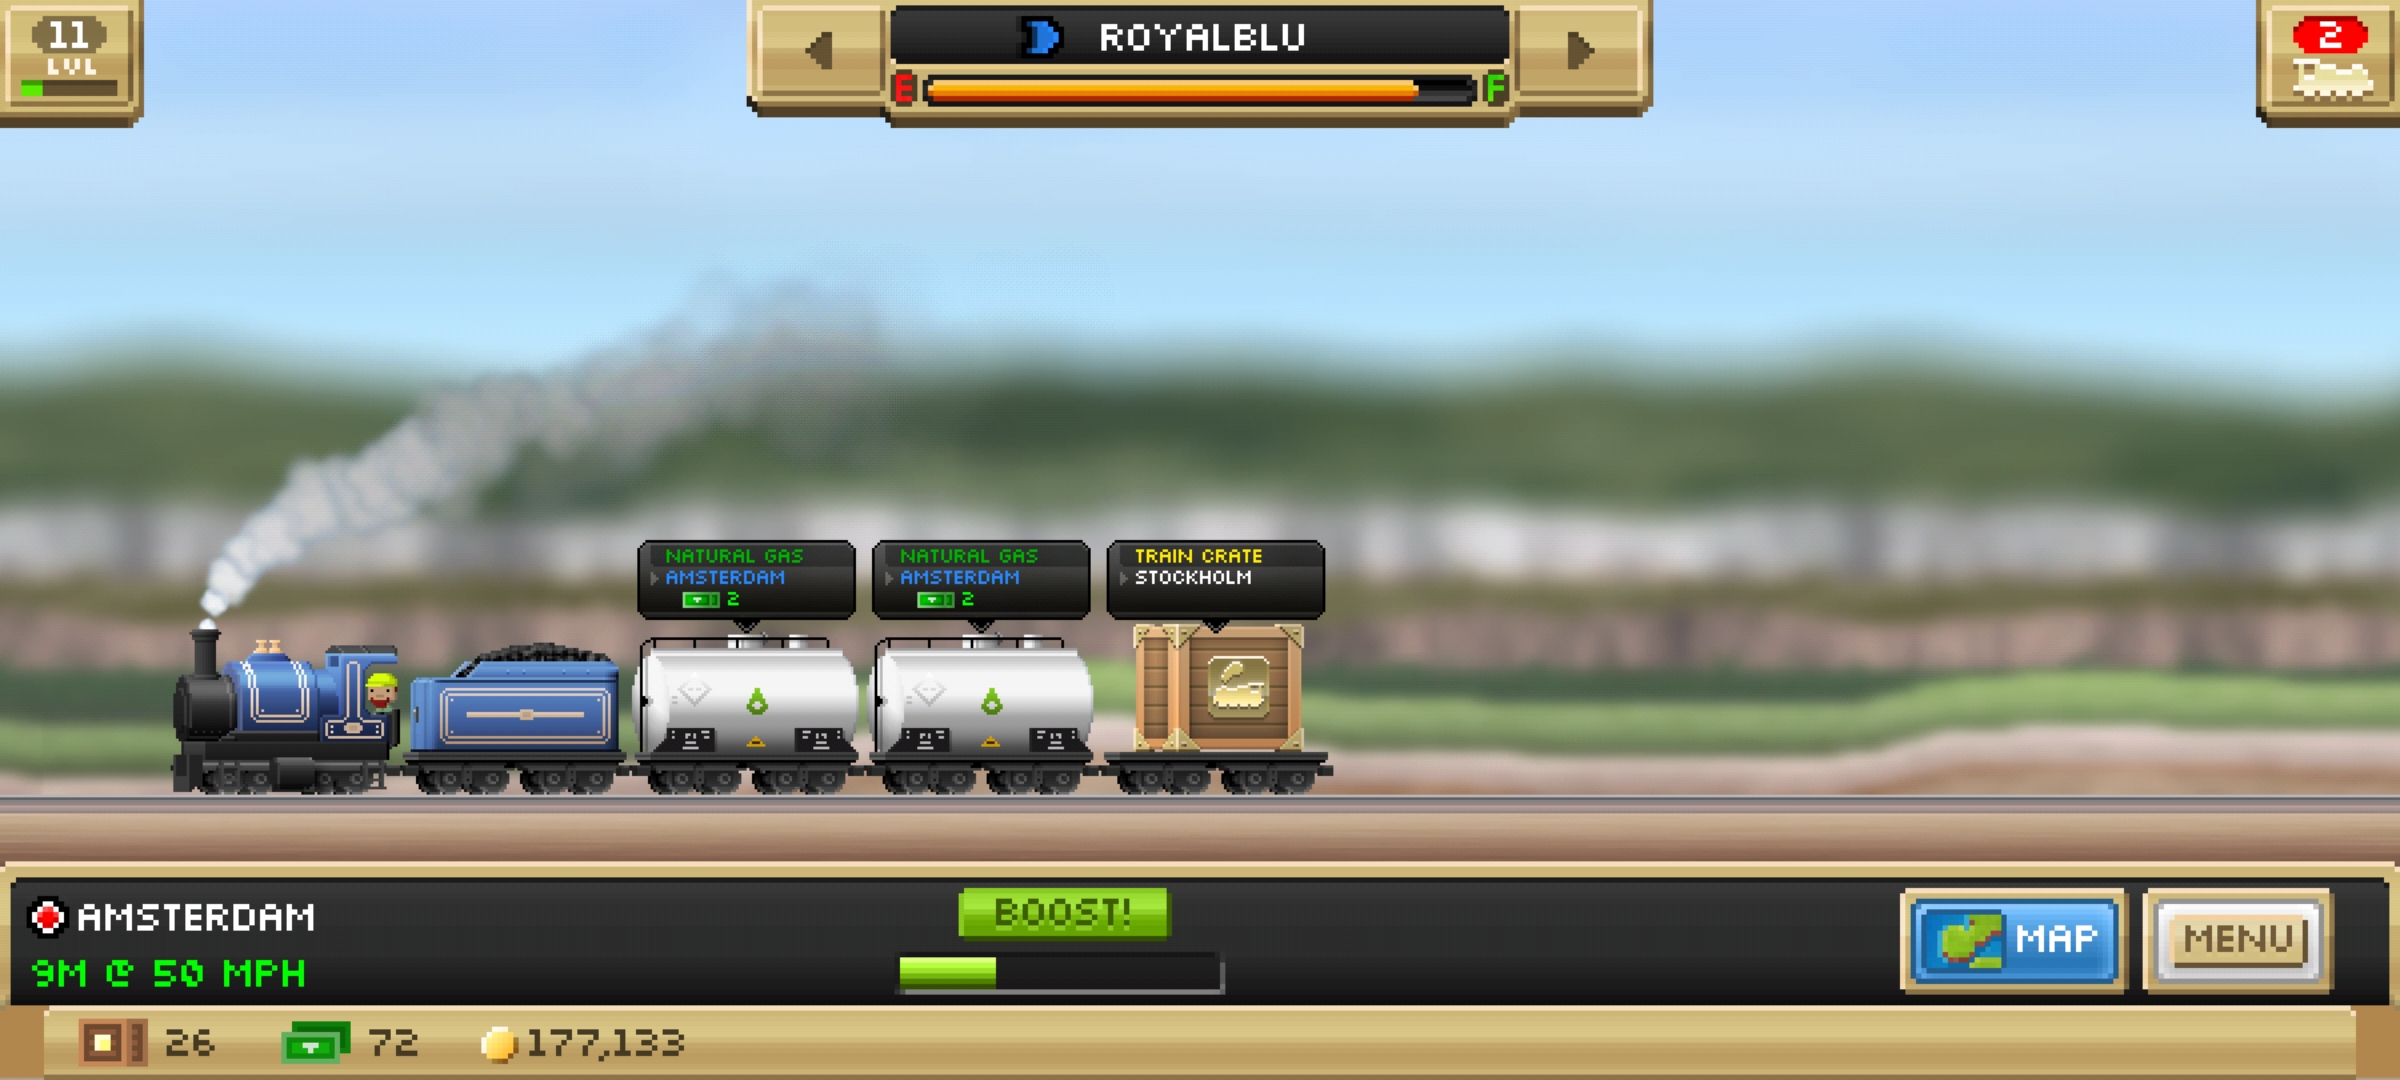 11
LVL
ROYALBLU
E
F
2
NATURAL GAS
AMSTERDAM
2
NATURAL GAS
AMSTERDAM
2
TRAIN CRATE
STOCKHOLM
AMSTERDAM
9M @ 50 MPH
BOOST!
MAP
MENU
26
72
177,133